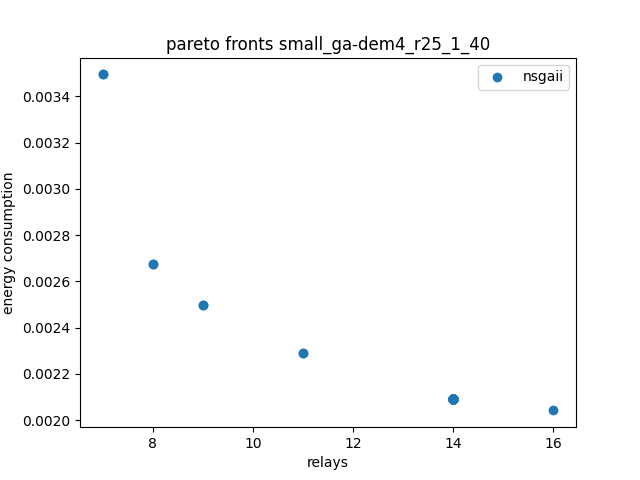 pareto fronts small_ga-dem4_r25_1_40
nsgaii
energy consumption
0.0034
0.0032
0.0030
0.0028
0.0026
0.0024
0.0022
0.0020
8 10 12 14 16
relays